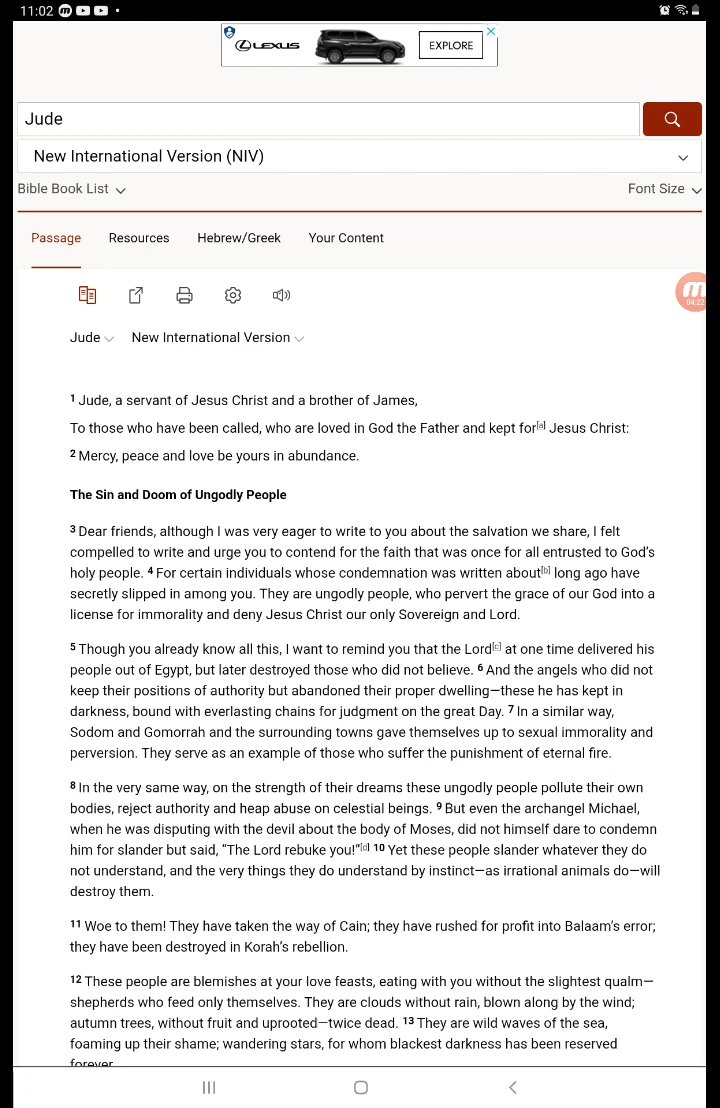 11:02
LEXUS
EXPLORE
Jude
New International Version (NIV)
Bible Book List
Font Size
Passage
Resources
Hebrew/Greek
Your Content
04:22
Jude
New International Version
1 Jude, a servant of Jesus Christ and a brother of James,
To those who have been called, who are loved in God the Father and kept for[a] Jesus Christ:
2 Mercy, peace and love be yours in abundance.
The Sin and Doom of Ungodly People
3 Dear friends, although I was very eager to write to you about the salvation we share, I felt
compelled to write and urge you to contend for the faith that was once for all entrusted to God's
holy people. 4 For certain individuals whose condemnation was written about[b] long ago have
secretly slipped in among you. They are ungodly people, who pervert the grace of our God into a
license for immorality and deny Jesus Christ our only Sovereign and Lord.
5 Though you already know all this, I want to remind you that the Lord[c] at one time delivered his
people out of Egypt, but later destroyed those who did not believe. 6 And the angels who did not
keep their positions of authority but abandoned their proper dwelling—these he has kept in
darkness, bound with everlasting chains for judgment on the great Day. 7 In a similar way,
Sodom and Gomorrah and the surrounding towns gave themselves up to sexual immorality and
perversion. They serve as an example of those who suffer the punishment of eternal fire.
8 In the very same way, on the strength of their dreams these ungodly people pollute their own
bodies, reject authority and heap abuse on celestial beings. 9 But even the archangel Michael,
when he was disputing with the devil about the body of Moses, did not himself dare to condemn
him for slander but said, "The Lord rebuke you!"[d] 10 Yet these people slander whatever they do
not understand, and the very things they do understand by instinct—as irrational animals do—will
destroy them.
11 Woe to them! They have taken the way of Cain; they have rushed for profit into Balaam's error;
they have been destroyed in Korah's rebellion.
12 These people are blemishes at your love feasts, eating with you without the slightest qualm—
shepherds who feed only themselves. They are clouds without rain, blown along by the wind;
autumn trees, without fruit and uprooted—twice dead. 13 They are wild waves of the sea,
foaming up their shame; wandering stars, for whom blackest darkness has been reserved
forever